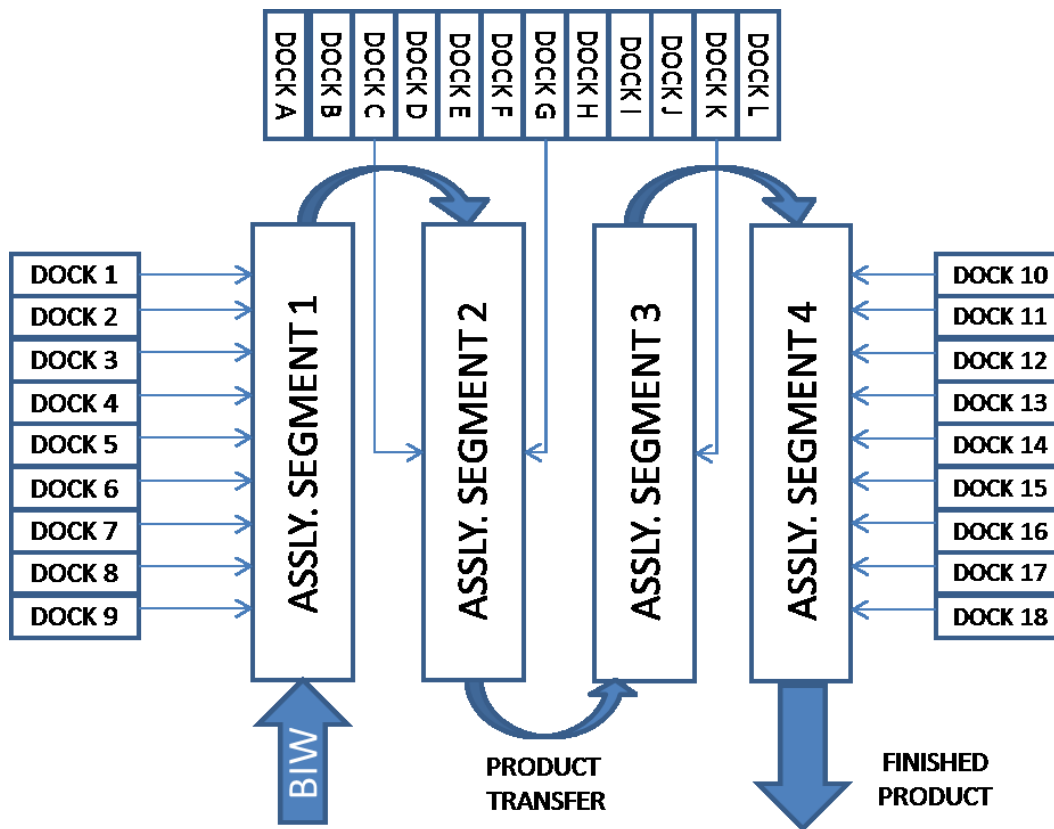 DOCK A
DOCK B
DOCK C
DOCK D
DOCK E
DOCK F
DOCK G
DOCK H
DOCK I
DOCK J
DOCK K
DOCK L
DOCK 1
DOCK 2
DOCK 3
DOCK 4
DOCK 5
DOCK 6
DOCK 7
DOCK 8
DOCK 9
ASSLY. SEGMENT 1
ASSLY. SEGMENT 2
ASSLY. SEGMENT 3
ASSLY. SEGMENT 4
DOCK 10
DOCK 11
DOCK 12
DOCK 13
DOCK 14
DOCK 15
DOCK 16
DOCK 17
DOCK 18
BIW
PRODUCT
TRANSFER
FINISHED
PRODUCT